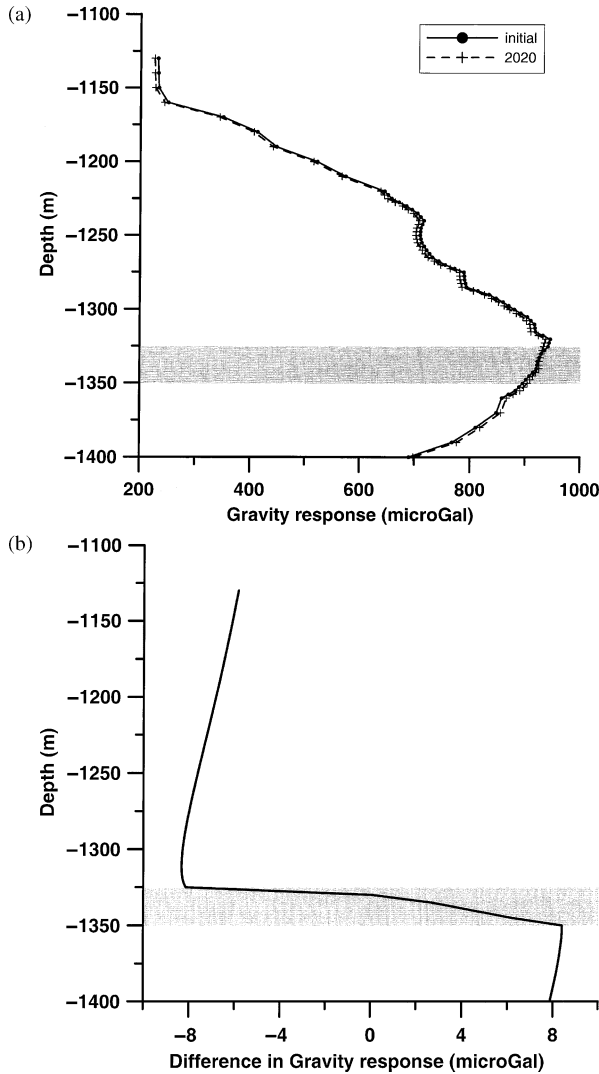 (a)
−1100
−1150
−1200
−1250
−1300
−1350
−1400
Depth (m)
initial
2020
200 400 600 800 1000
Gravity response (microGal)
(b)
−1100
−1150
−1200
−1250
−1300
−1350
−1400
Depth (m)
−8 −4 0 4 8
Difference in Gravity response (microGal)